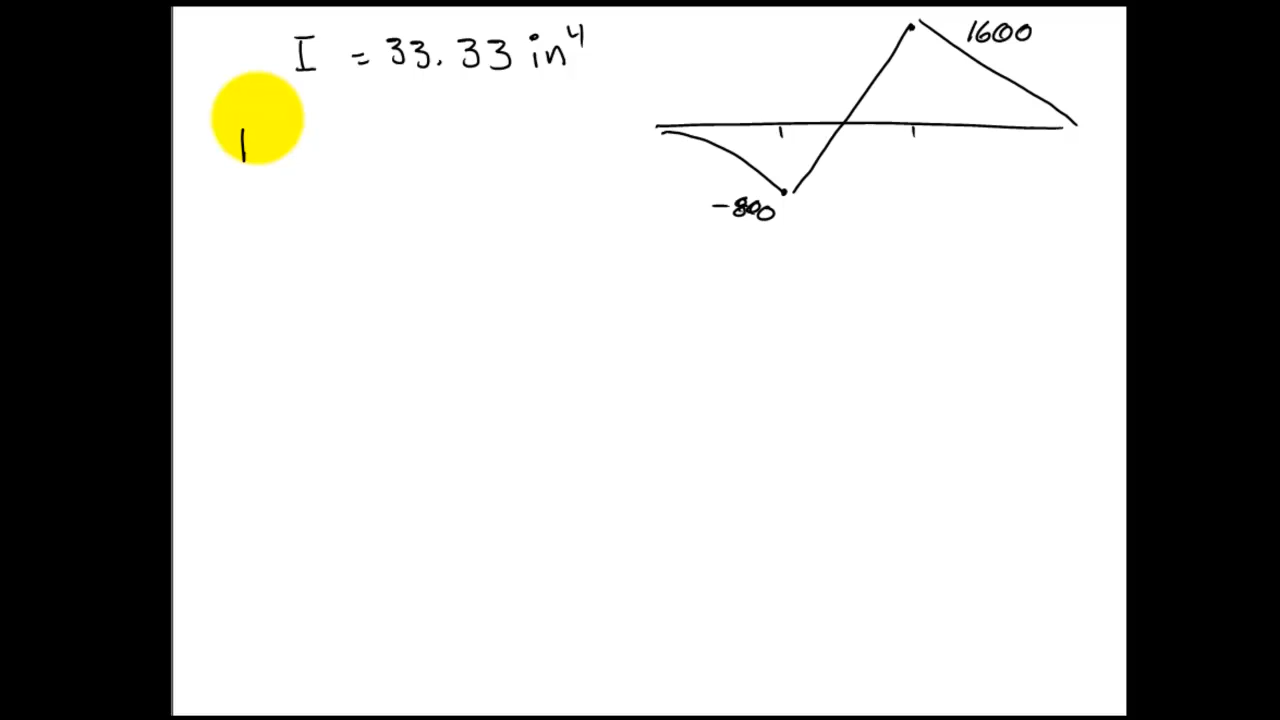 I = 33.33 in⁴
1600
-800